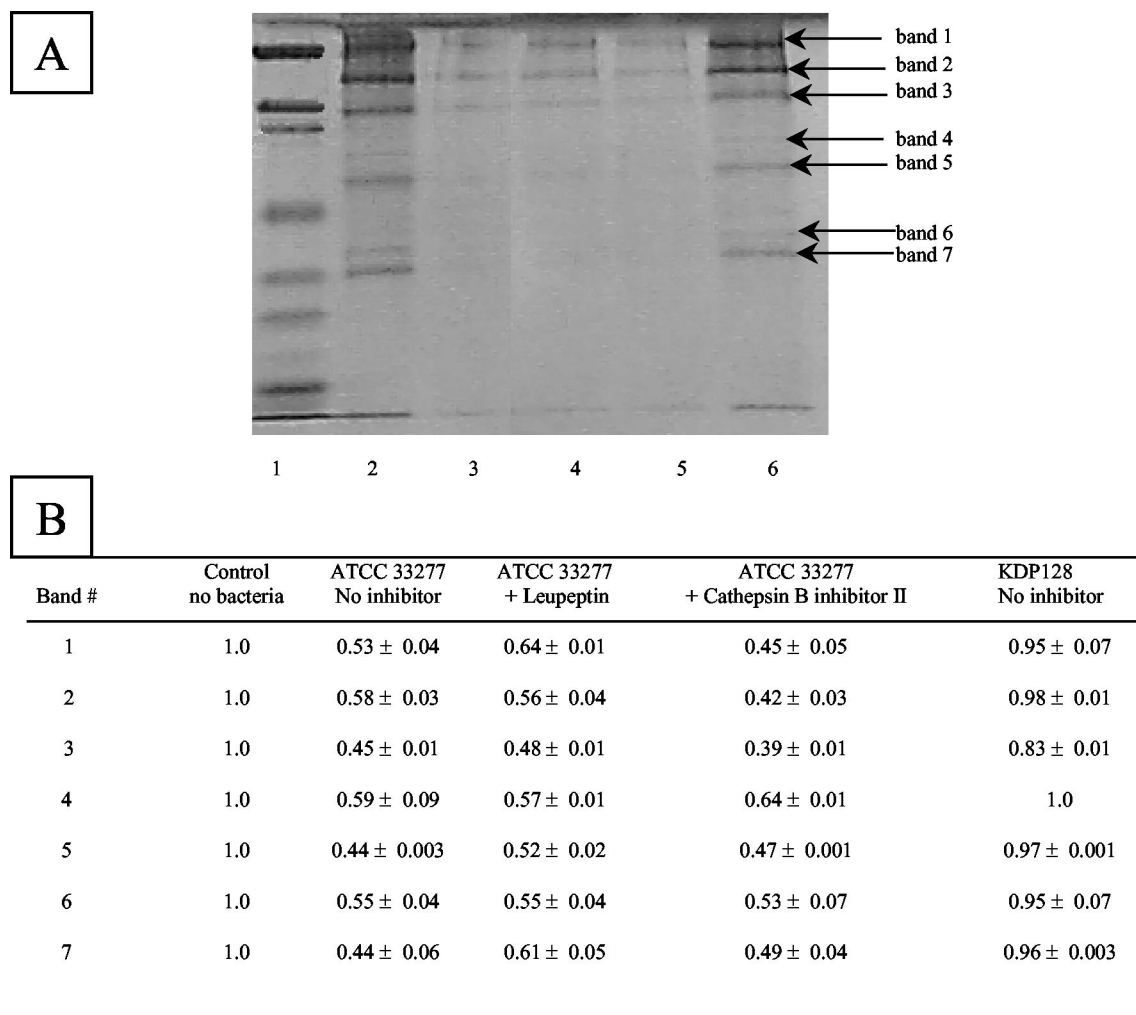 A
band 1
band 2
band 3
band 4
band 5
band 6
band 7
1 2 3 4 5 6
B
Band # Control no bacteria ATCC 33277 No inhibitor ATCC 33277 + Leupeptin ATCC 33277 + Cathepsin B inhibitor II KDP128 No inhibitor
1 1.0 0.53 ± 0.04 0.64 ± 0.01 0.45 ± 0.05 0.95 ± 0.07
2 1.0 0.58 ± 0.03 0.56 ± 0.04 0.42 ± 0.03 0.98 ± 0.01
3 1.0 0.45 ± 0.01 0.48 ± 0.01 0.39 ± 0.01 0.83 ± 0.01
4 1.0 0.59 ± 0.09 0.57 ± 0.01 0.64 ± 0.01 1.0
5 1.0 0.44 ± 0.003 0.52 ± 0.02 0.47 ± 0.001 0.97 ± 0.001
6 1.0 0.55 ± 0.04 0.55 ± 0.04 0.53 ± 0.07 0.95 ± 0.07
7 1.0 0.44 ± 0.06 0.61 ± 0.05 0.49 ± 0.04 0.96 ± 0.003